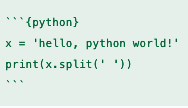 ```{python}
x = 'hello, python world!'
print(x.split(' '))
```